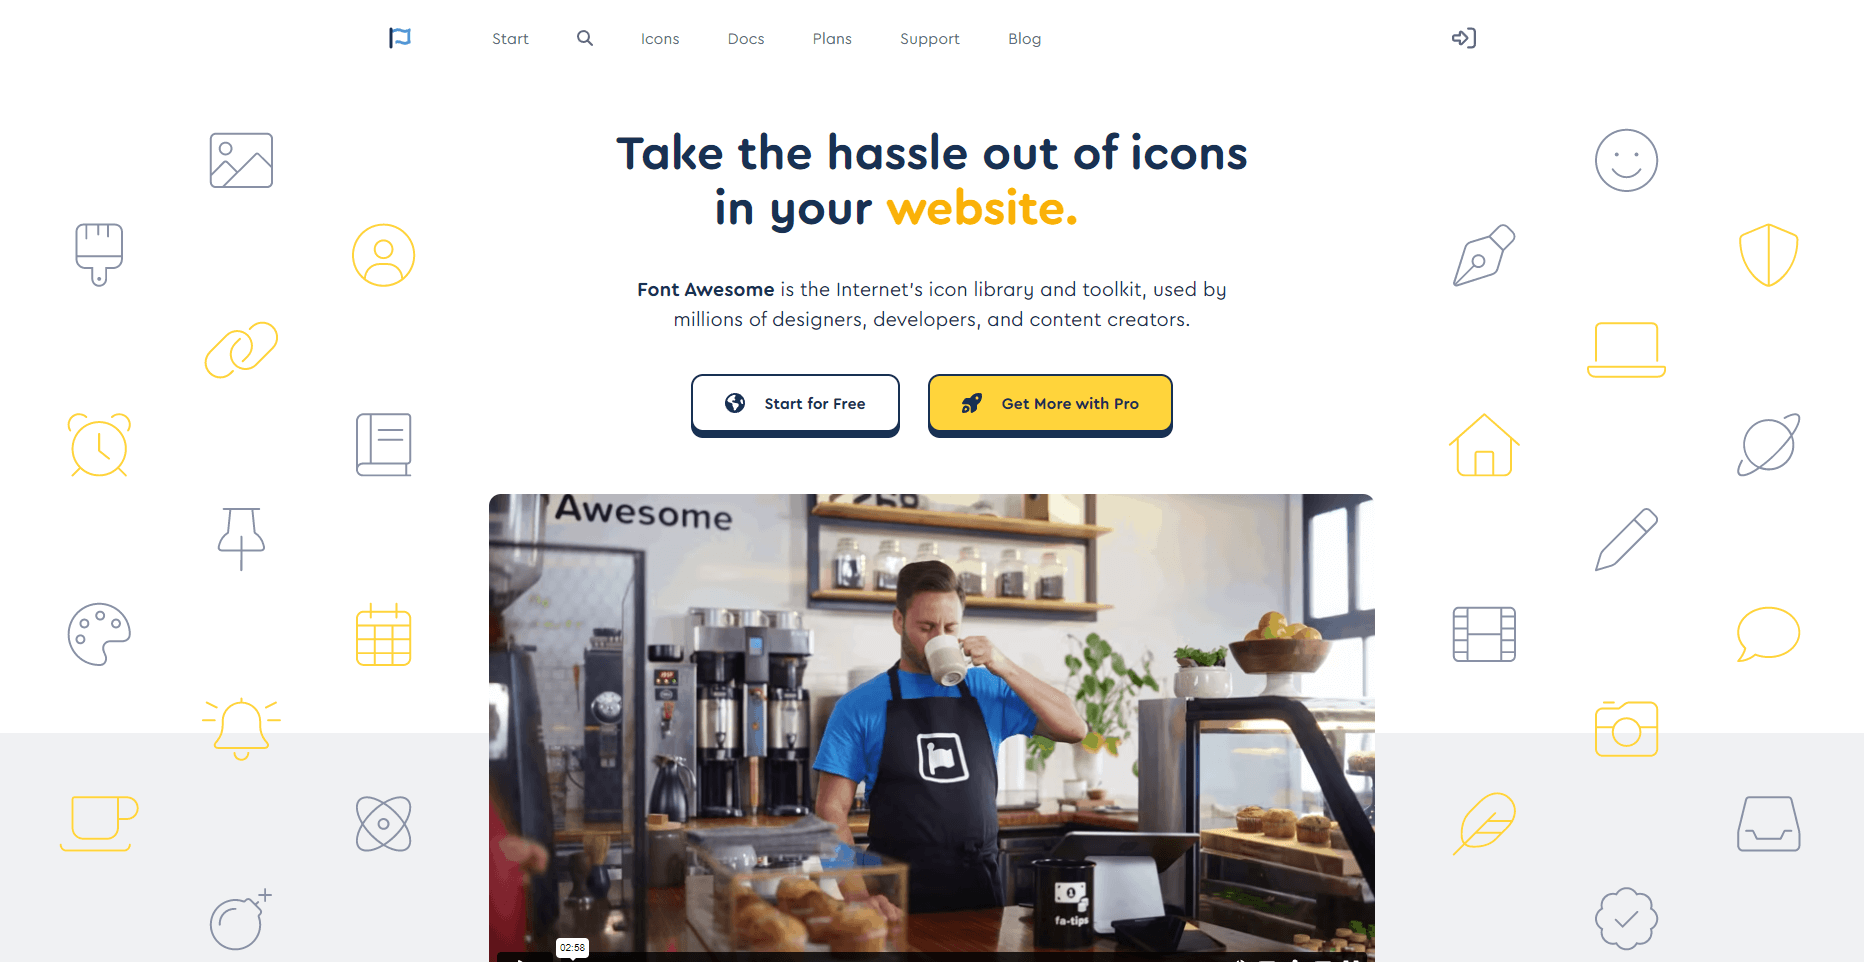 Start
Icons
Docs
Plans
Support
Blog
Take the hassle out of icons
in your website.
Font Awesome is the Internet's icon library and toolkit, used by
millions of designers, developers, and content creators.
Start for Free
Get More with Pro
Awesome
fa-tips
02:58